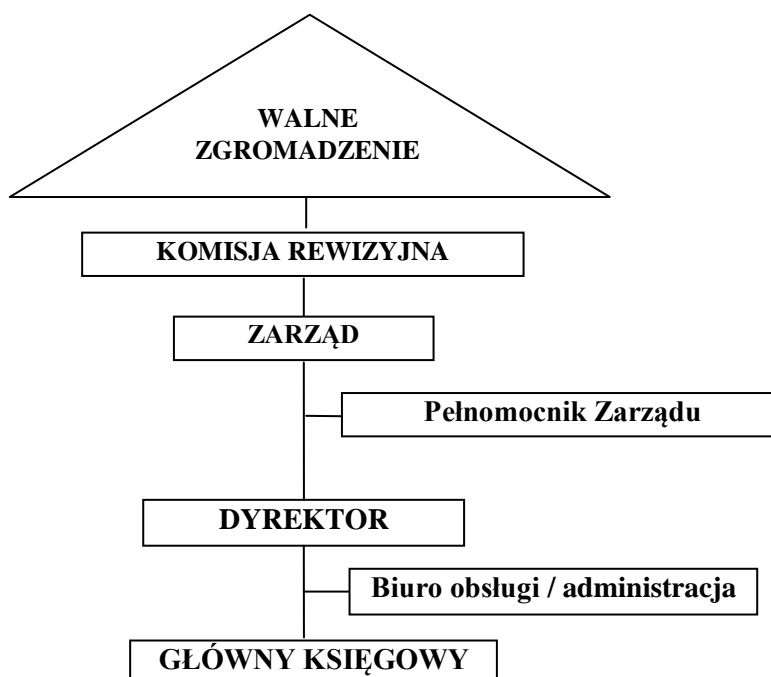 WALNE
ZGROMADZENIE
KOMISJA REWIZYJNA
ZARZĄD
Pełnomocnik Zarządu
DYREKTOR
Biuro obsługi / administracja
GŁÓWNY KSIĘGOWY